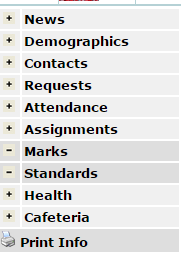 + News
+ Demographics
+ Contacts
+ Requests
+ Attendance
+ Assignments
- Marks
- Standards
+ Health
+ Cafeteria
Print Info